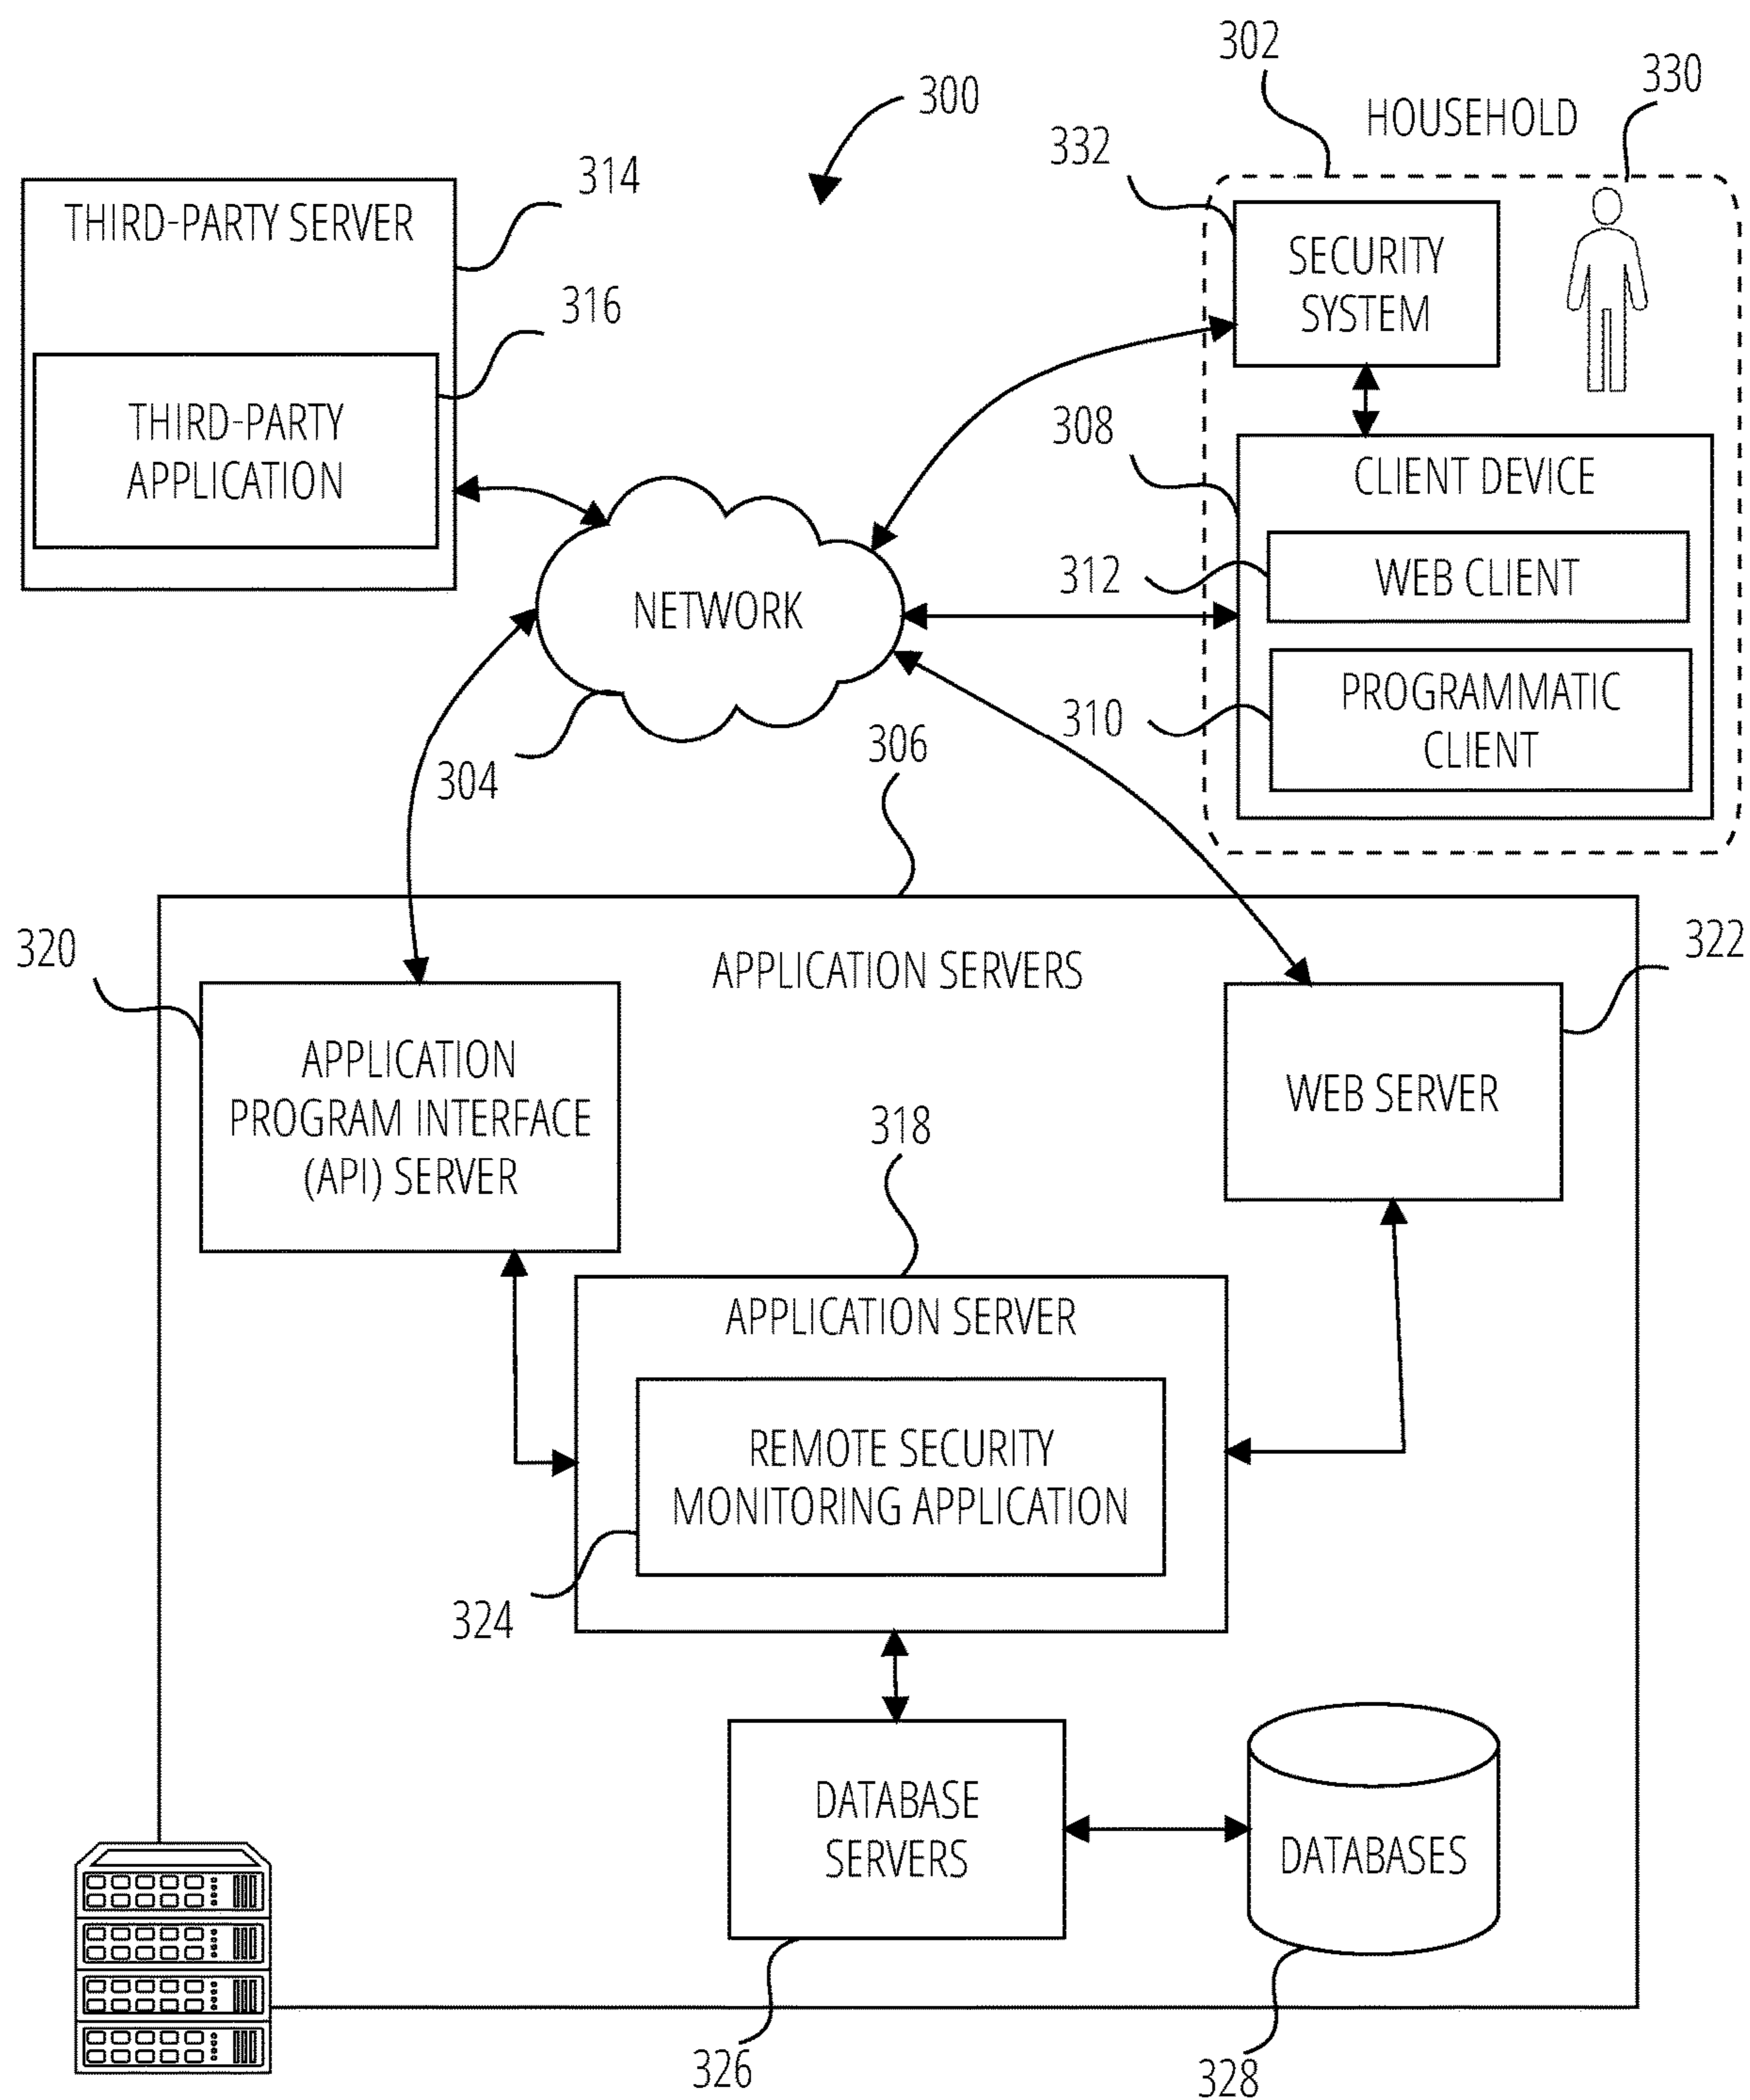 302
330
300
HOUSEHOLD
332
314
THIRD-PARTY SERVER
SECURITY
SYSTEM
316
THIRD-PARTY
APPLICATION
308
CLIENT DEVICE
312
WEB CLIENT
NETWORK
310
PROGRAMMATIC
CLIENT
304
306
320
APPLICATION SERVERS
322
APPLICATION
PROGRAM INTERFACE
(API) SERVER
WEB SERVER
318
APPLICATION SERVER
REMOTE SECURITY
MONITORING APPLICATION
324
DATABASE
SERVERS
DATABASES
326
328